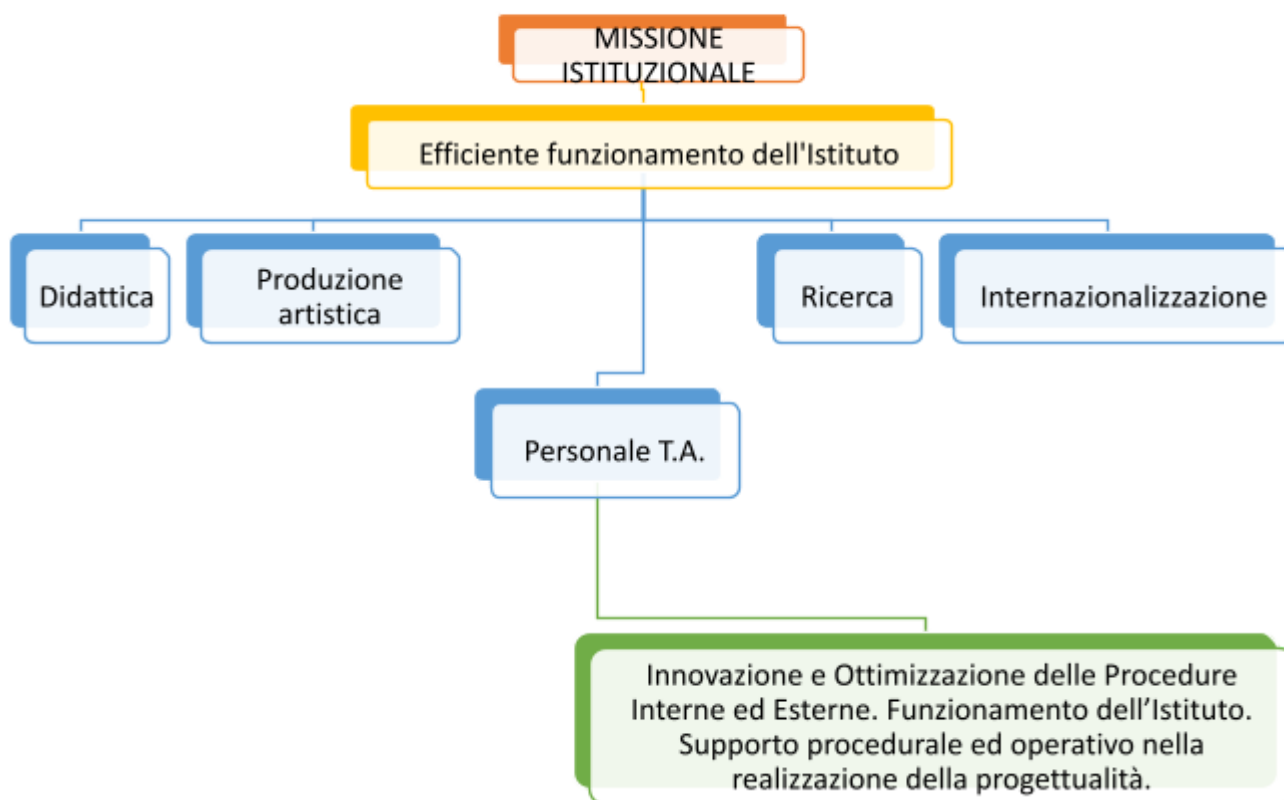 MISSIONE
ISTITUZIONALE
Efficiente funzionamento dell'Istituto
Didattica
Produzione
artistica
Ricerca
Internazionalizzazione
Personale T.A.
Innovazione e Ottimizzazione delle Procedure
Interne ed Esterne. Funzionamento dell’Istituto.
Supporto procedurale ed operativo nella
realizzazione della progettualità.